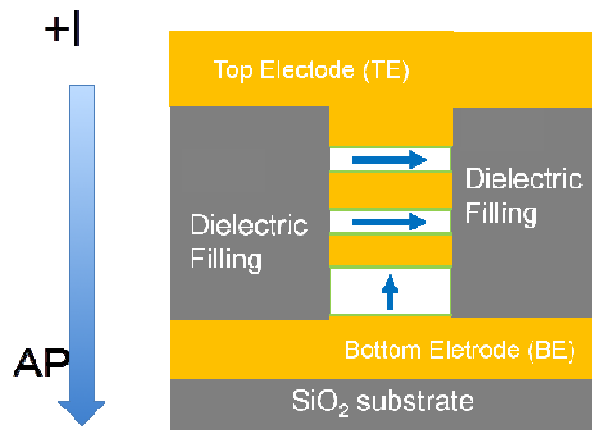 +I
Top Electode (TE)
Dielectric
Filling
Dielectric
Filling
AP
Bottom Eletrode (BE)
SiO₂ substrate